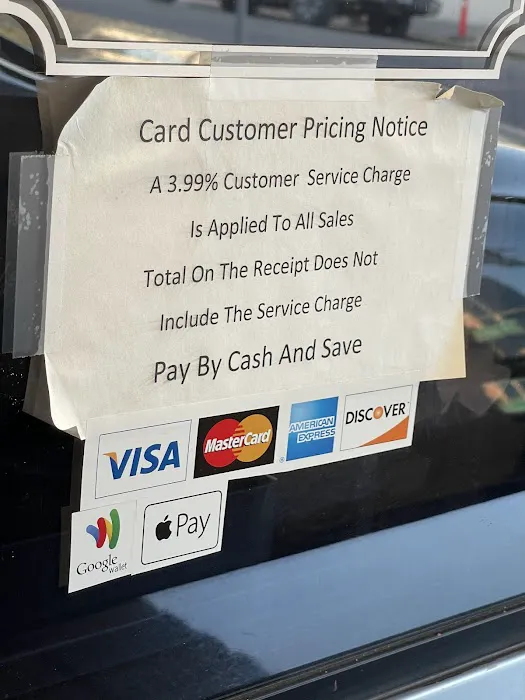 Card Customer Pricing Notice
A 3.99% Customer Service Charge
Is Applied To All Sales
Total On The Receipt Does Not
Include The Service Charge
Pay By Cash And Save
VISA MasterCard AMERICAN EXPRESS DISCOVER
Google wallet Pay